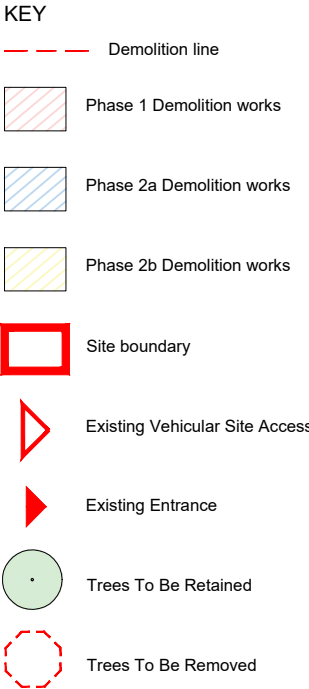 KEY
Demolition line
Phase 1 Demolition works
Phase 2a Demolition works
Phase 2b Demolition works
Site boundary
Existing Vehicular Site Access
Existing Entrance
Trees To Be Retained
Trees To Be Removed